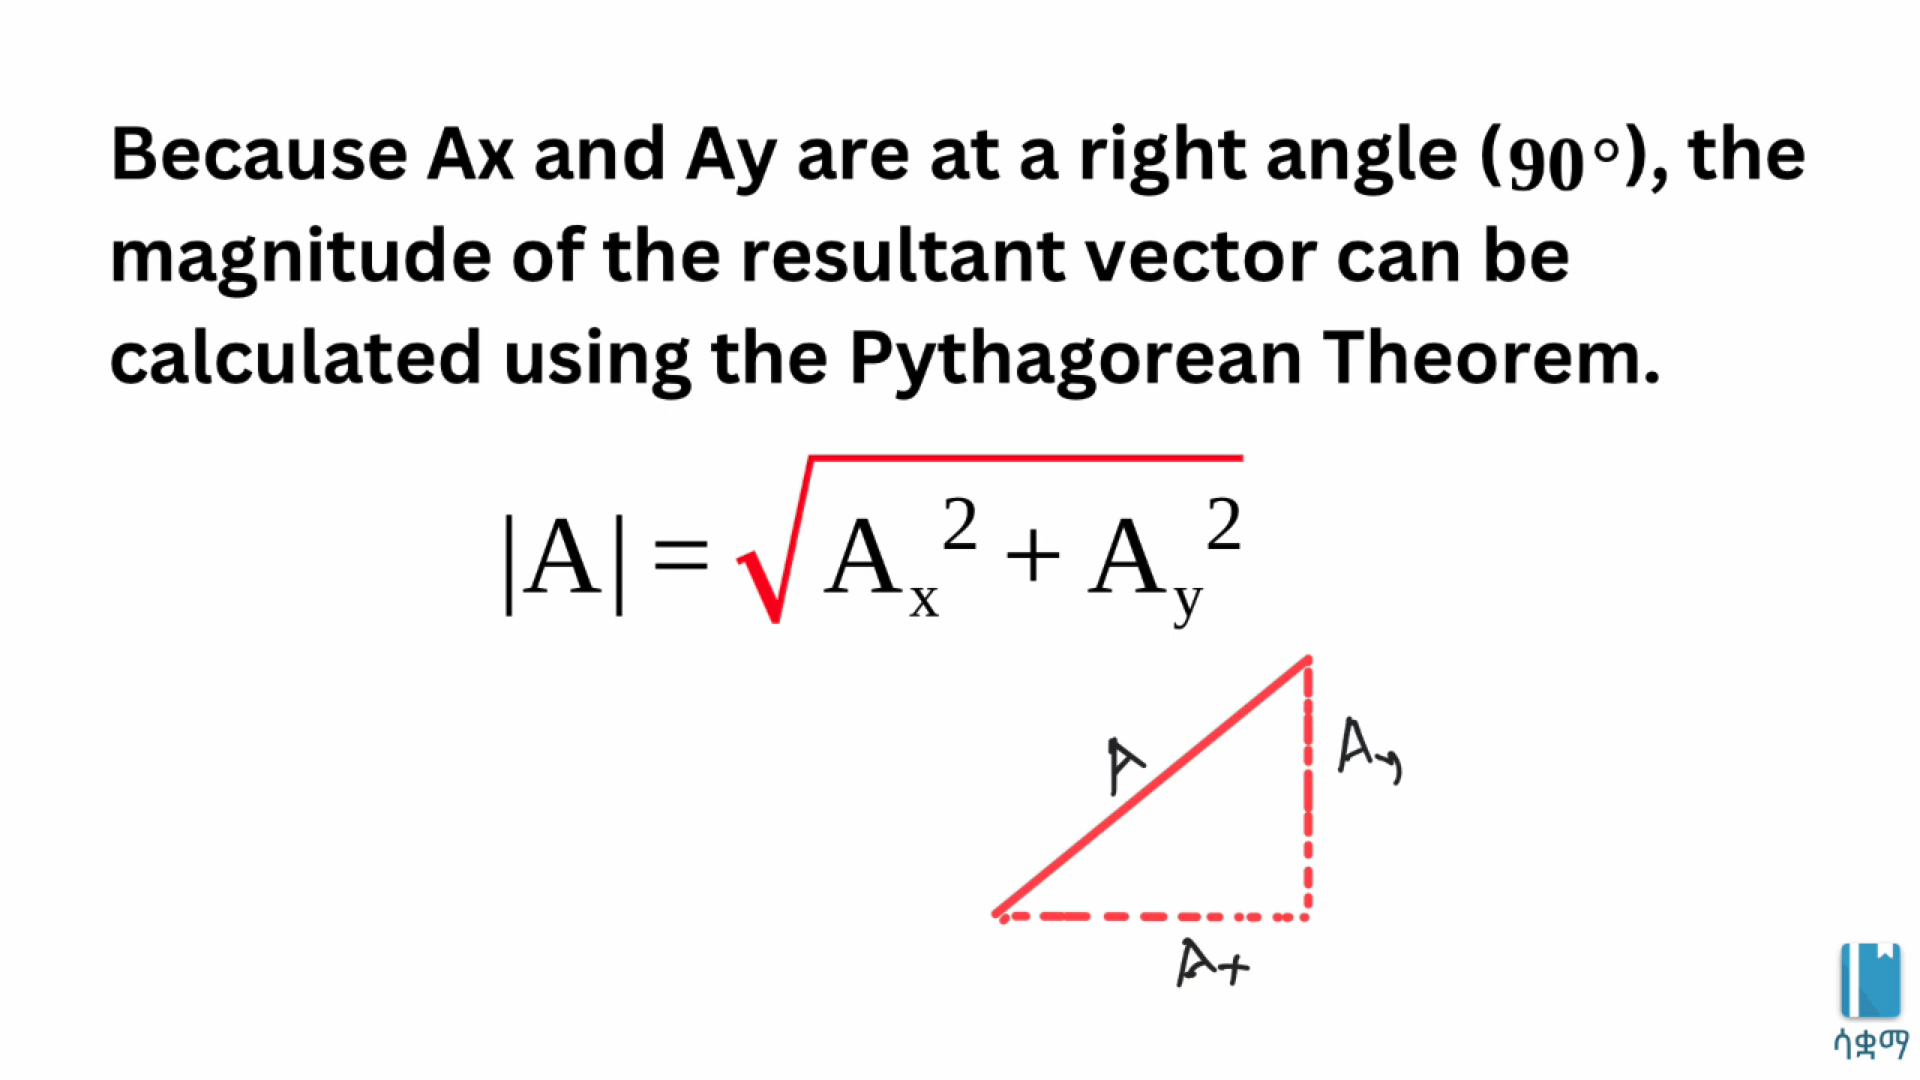 Because Ax and Ay are at a right angle (90°), the
magnitude of the resultant vector can be
calculated using the Pythagorean Theorem.
|A| = √Aₓ² + Aᵧ²
A
Ay
Ax
ሳቋማ